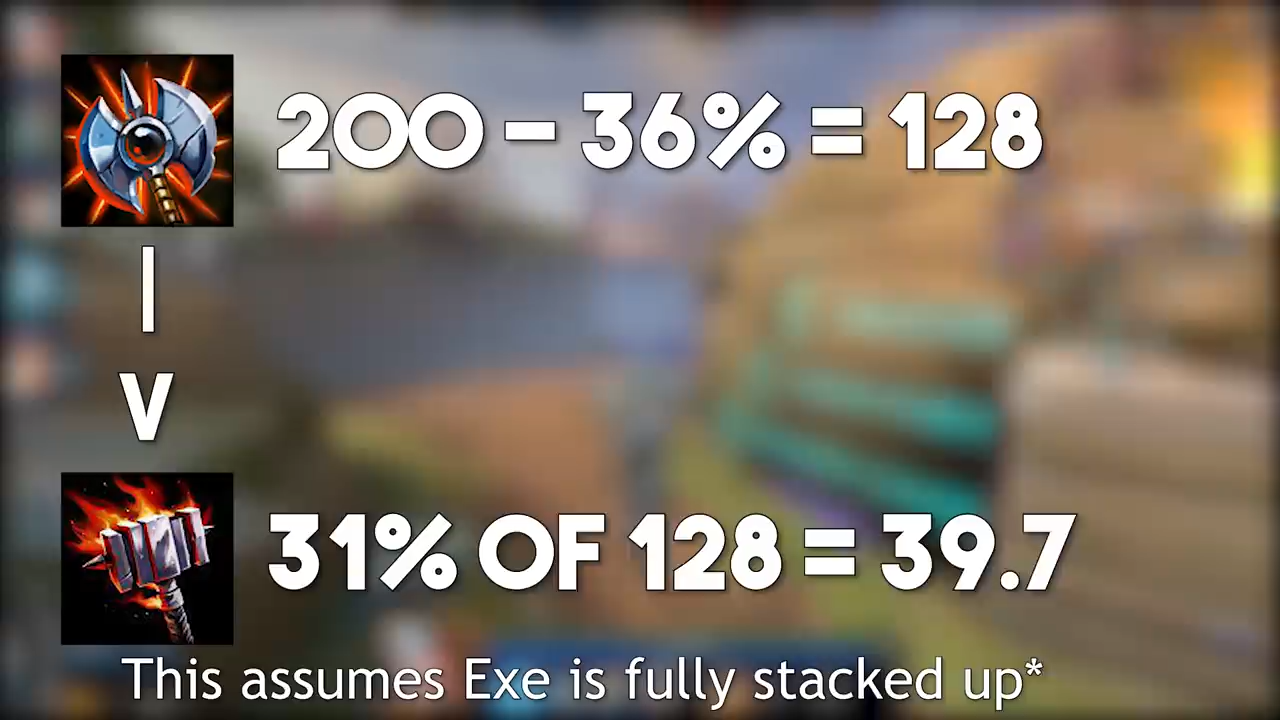 200 - 36% = 128
|
V
31% OF 128 = 39.7
This assumes Exe is fully stacked up*